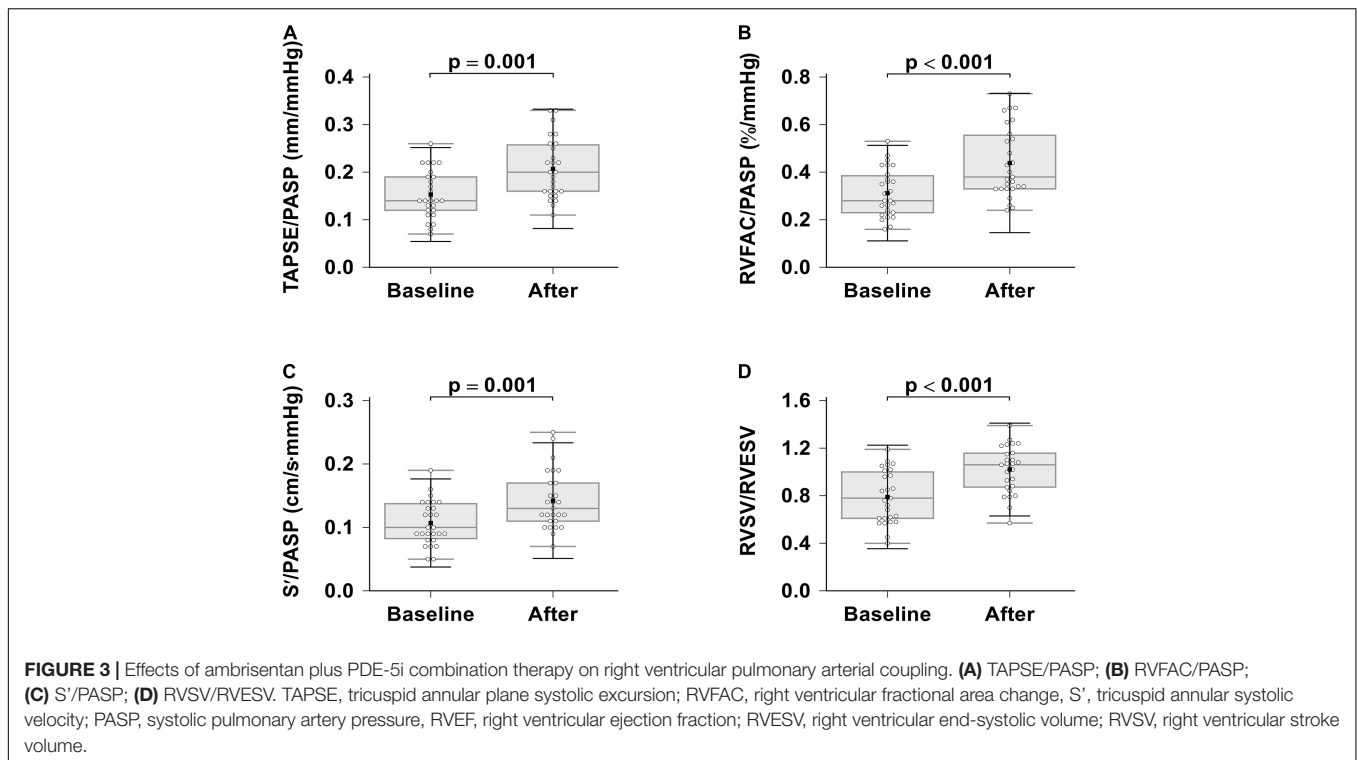 A
B
p = 0.001
p < 0.001
TAPSE/PASP (mm/mmHg)
0.4
0.3
0.2
0.1
0.0
Baseline
After
RVFAC/PASP (%/mmHg)
0.8
0.6
0.4
0.2
0.0
Baseline
After
C
D
p = 0.001
p < 0.001
S'/PASP (cm/s·mmHg)
0.3
0.2
0.1
0.0
Baseline
After
RVSV/RVESV
1.6
1.2
0.8
0.4
0.0
Baseline
After
FIGURE 3 | Effects of ambrisentan plus PDE-5i combination therapy on right ventricular pulmonary arterial coupling. (A) TAPSE/PASP; (B) RVFAC/PASP;
(C) S'/PASP; (D) RVSV/RVESV. TAPSE, tricuspid annular plane systolic excursion; RVFAC, right ventricular fractional area change, S', tricuspid annular systolic
velocity; PASP, systolic pulmonary artery pressure, RVEF, right ventricular ejection fraction; RVESV, right ventricular end-systolic volume; RVSV, right ventricular stroke
volume.